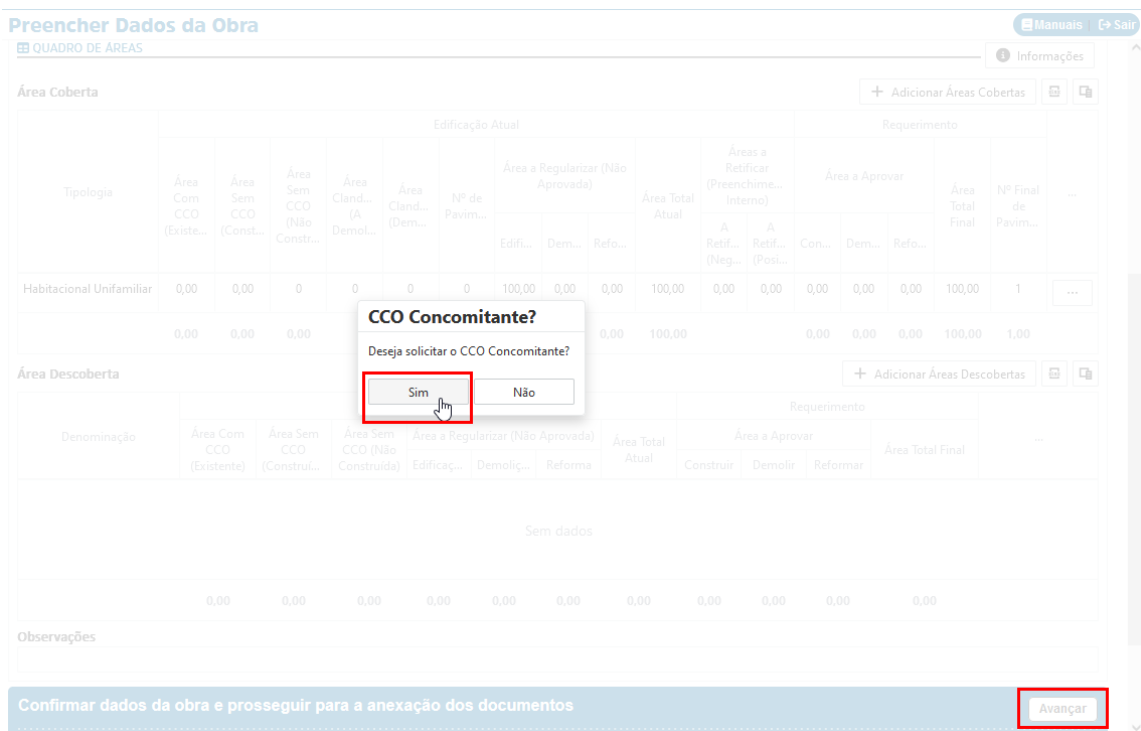 Preencher Dados da Obra
Manuais
Sair
QUADRO DE ÁREAS
Informações
Área Coberta
+ Adicionar Áreas Cobertas
Edificação Atual
Requerimento
Tipologia
Área Com CCO (Existe...
Área Sem CCO (Const...
Área Sem CCO (Não Constr...
Área Cland... (A Demol...
Área Cland... (Dem...
Nº de Pavim...
Área a Regularizar (Não Aprovada)
Edifi...
Dem...
Refo...
Área Total Atual
Áreas a Retificar (Preenchime... Interno)
A Retif... (Neg...
A Retif... (Posi...
Área a Aprovar
Con...
Dem...
Refo...
Área Total Final
Nº Final de Pavim...
...
Habitacional Unifamiliar 0,00 0,00 0 0 0 0 100,00 0,00 0,00 100,00 0,00 0,00 0,00 0,00 0,00 100,00 1 ...
0,00 0,00 0,00 0,00 100,00 0,00 0,00 0,00 100,00 1,00
CCO Concomitante?
Deseja solicitar o CCO Concomitante?
Sim
Não
Área Descoberta
+ Adicionar Áreas Descobertas
Requerimento
Denominação
Área Com CCO (Existente)
Área Sem CCO (Construí...
Área Sem CCO (Não Construída)
Área a Regularizar (Não Aprovada)
Edificaç...
Demoliç...
Reforma
Área Total Atual
Área a Aprovar
Construir
Demolir
Reformar
Área Total Final
...
Sem dados
0,00 0,00 0,00 0,00 0,00 0,00 0,00 0,00 0,00 0,00 0,00
Observações
Confirmar dados da obra e prosseguir para a anexação dos documentos
Avançar